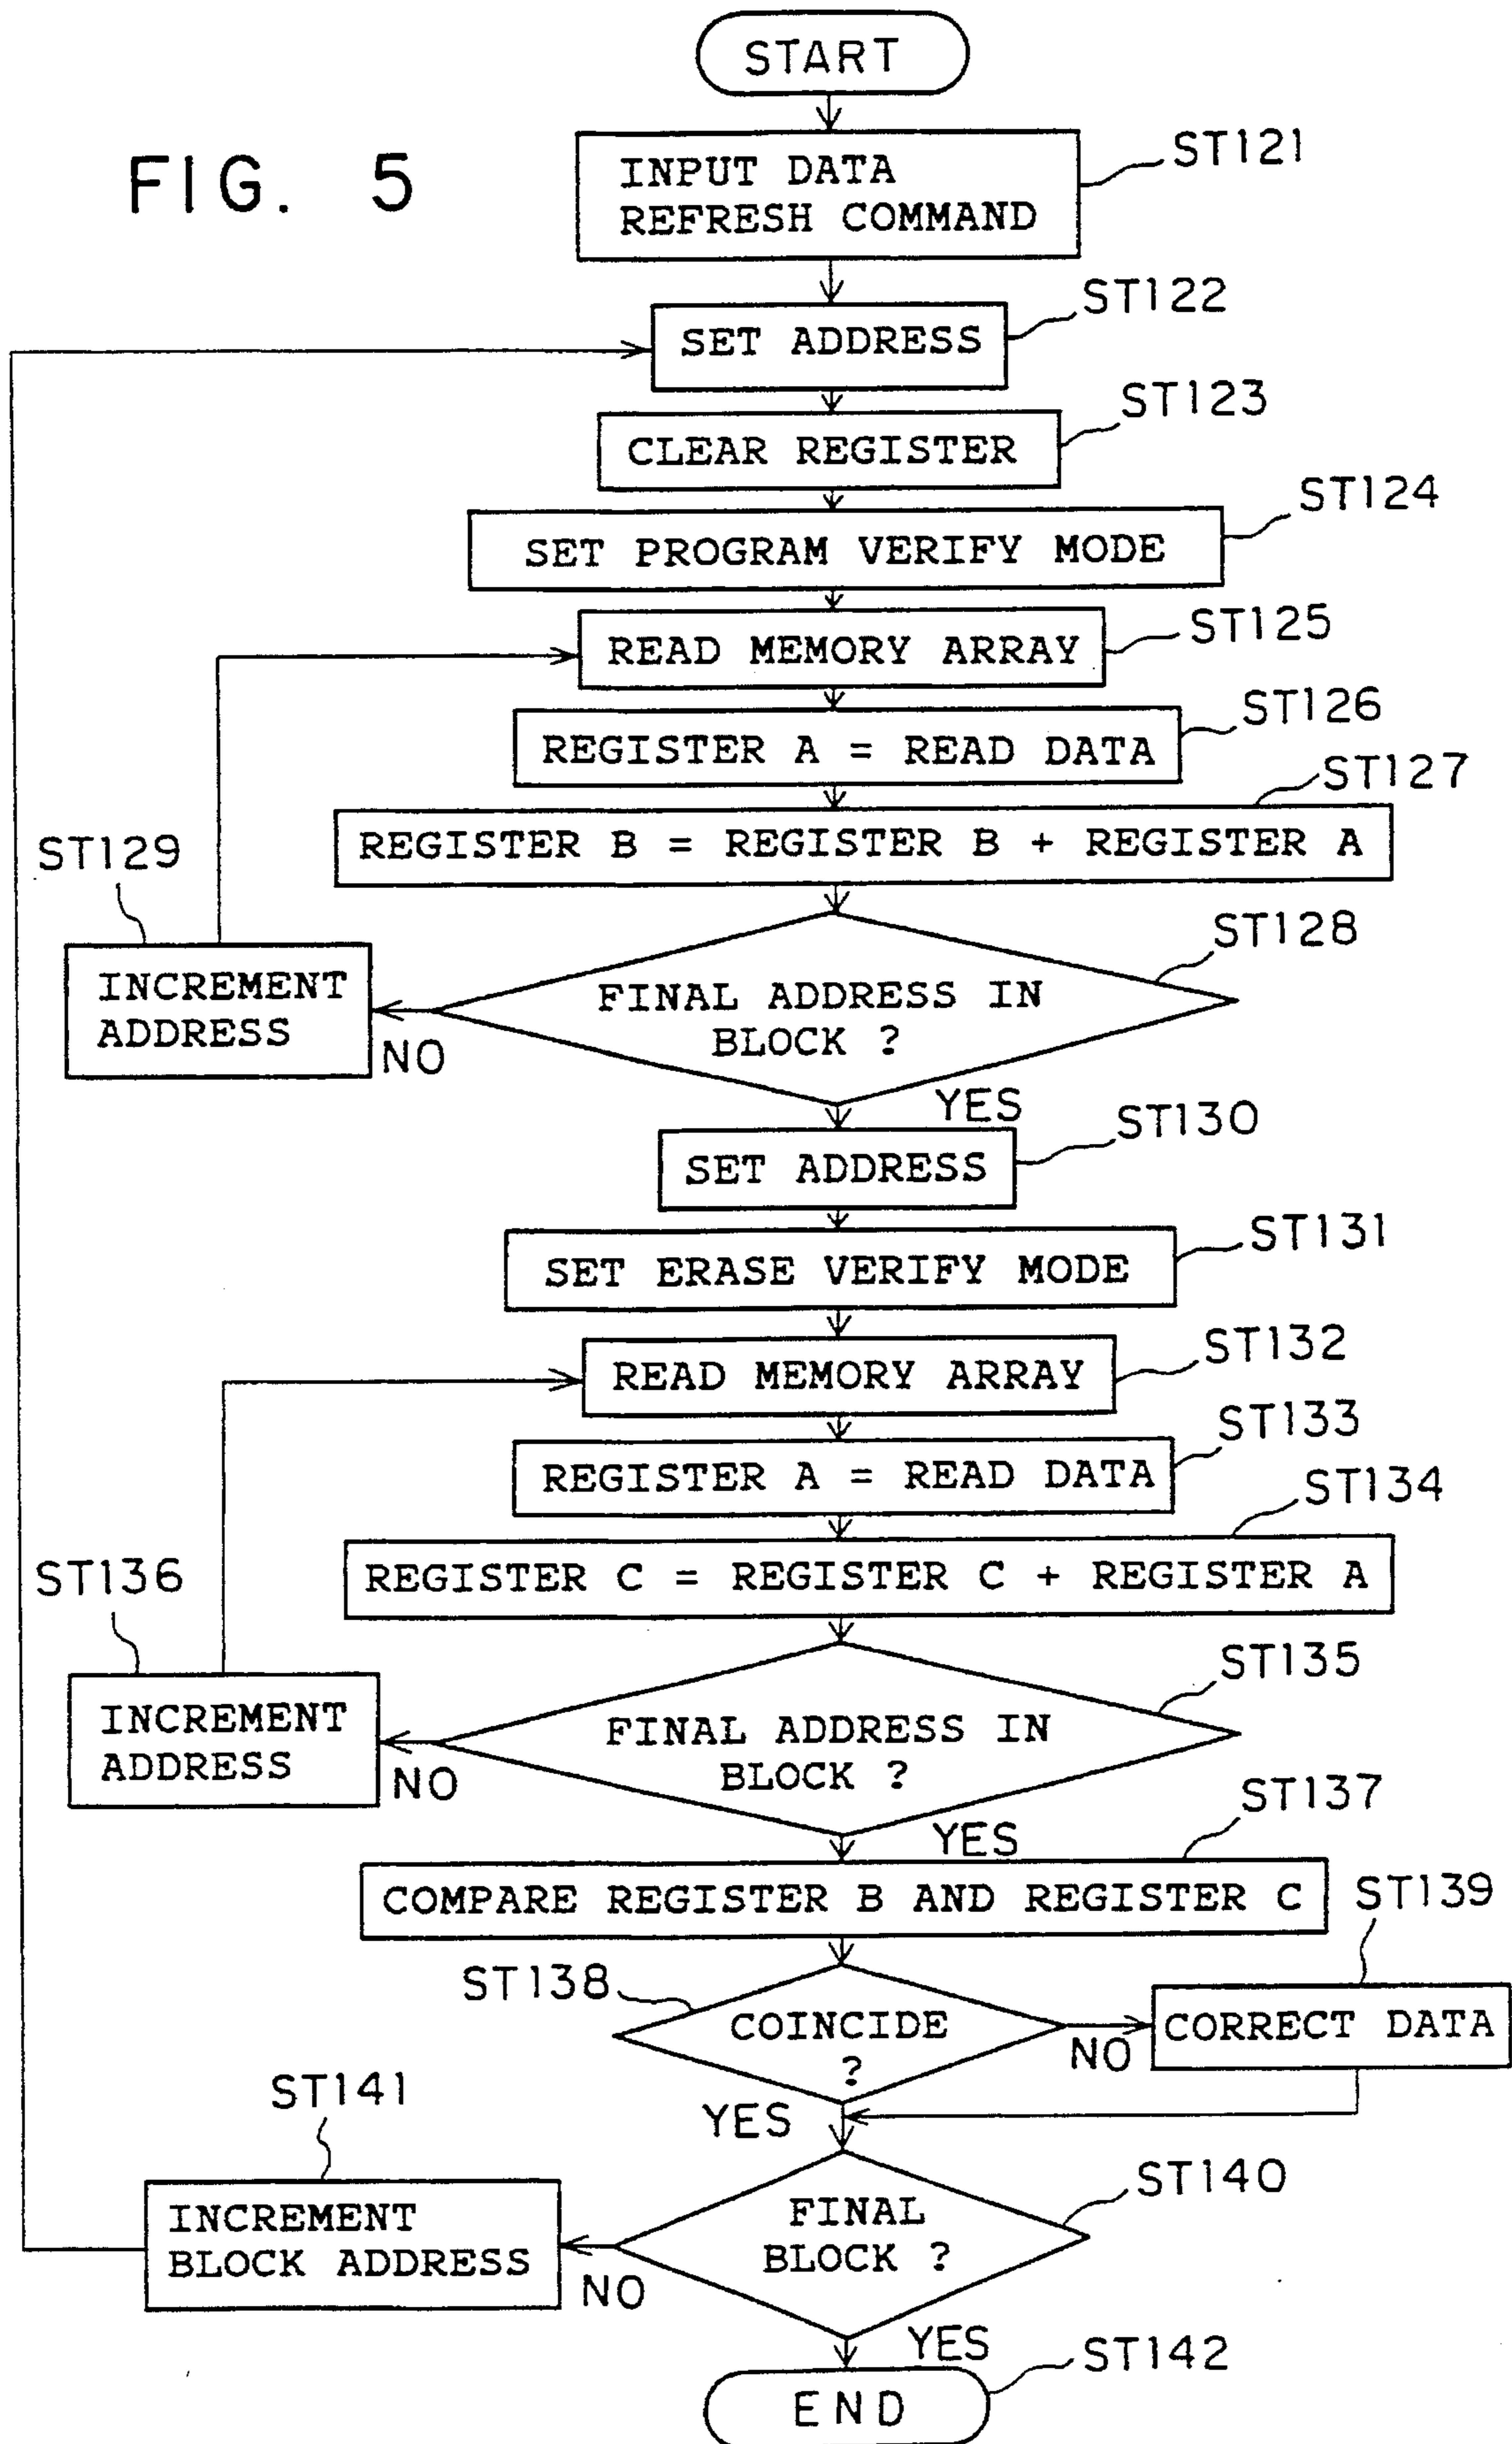 START
FIG. 5
INPUT DATA
REFRESH COMMAND
ST121
SET ADDRESS
ST122
CLEAR REGISTER
ST123
SET PROGRAM VERIFY MODE
ST124
READ MEMORY ARRAY
ST125
REGISTER A = READ DATA
ST126
REGISTER B = REGISTER B + REGISTER A
ST127
FINAL ADDRESS IN
BLOCK ?
ST128
NO
INCREMENT
ADDRESS
ST129
YES
SET ADDRESS
ST130
SET ERASE VERIFY MODE
ST131
READ MEMORY ARRAY
ST132
REGISTER A = READ DATA
ST133
REGISTER C = REGISTER C + REGISTER A
ST134
FINAL ADDRESS IN
BLOCK ?
ST135
NO
INCREMENT
ADDRESS
ST136
YES
COMPARE REGISTER B AND REGISTER C
ST137
COINCIDE
?
ST138
NO
CORRECT DATA
ST139
YES
FINAL
BLOCK ?
ST140
NO
INCREMENT
BLOCK ADDRESS
ST141
YES
END
ST142